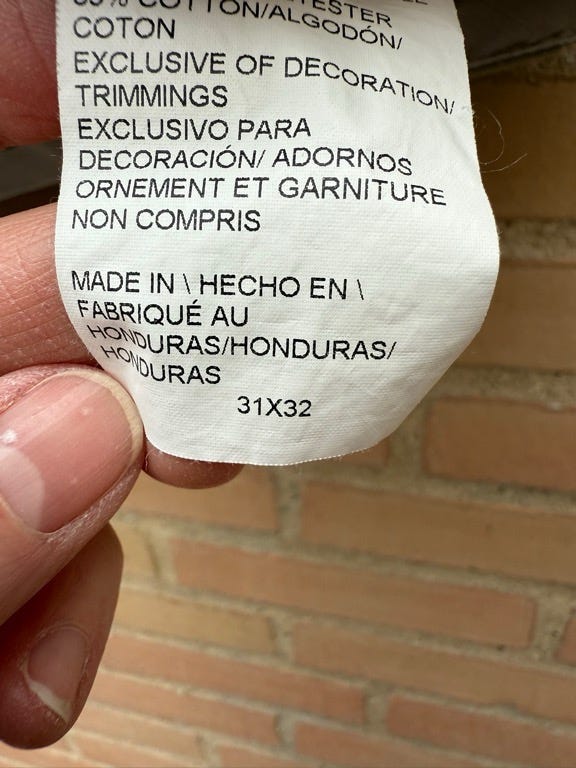 COTTON/ALGODÓN/
COTON
EXCLUSIVE OF DECORATION/
TRIMMINGS
EXCLUSIVO PARA
DECORACIÓN/ ADORNOS
ORNEMENT ET GARNITURE
NON COMPRIS
MADE IN \ HECHO EN \
FABRIQUÉ AU
HONDURAS/HONDURAS/
HONDURAS
31X32